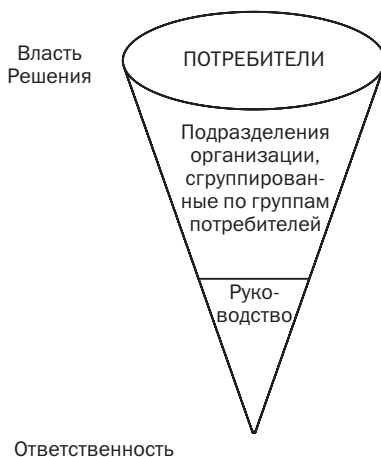 Власть
Решения
ПОТРЕБИТЕЛИ
Подразделения
организации,
сгруппирован-
ные по группам
потребителей
Руко-
водство
Ответственность